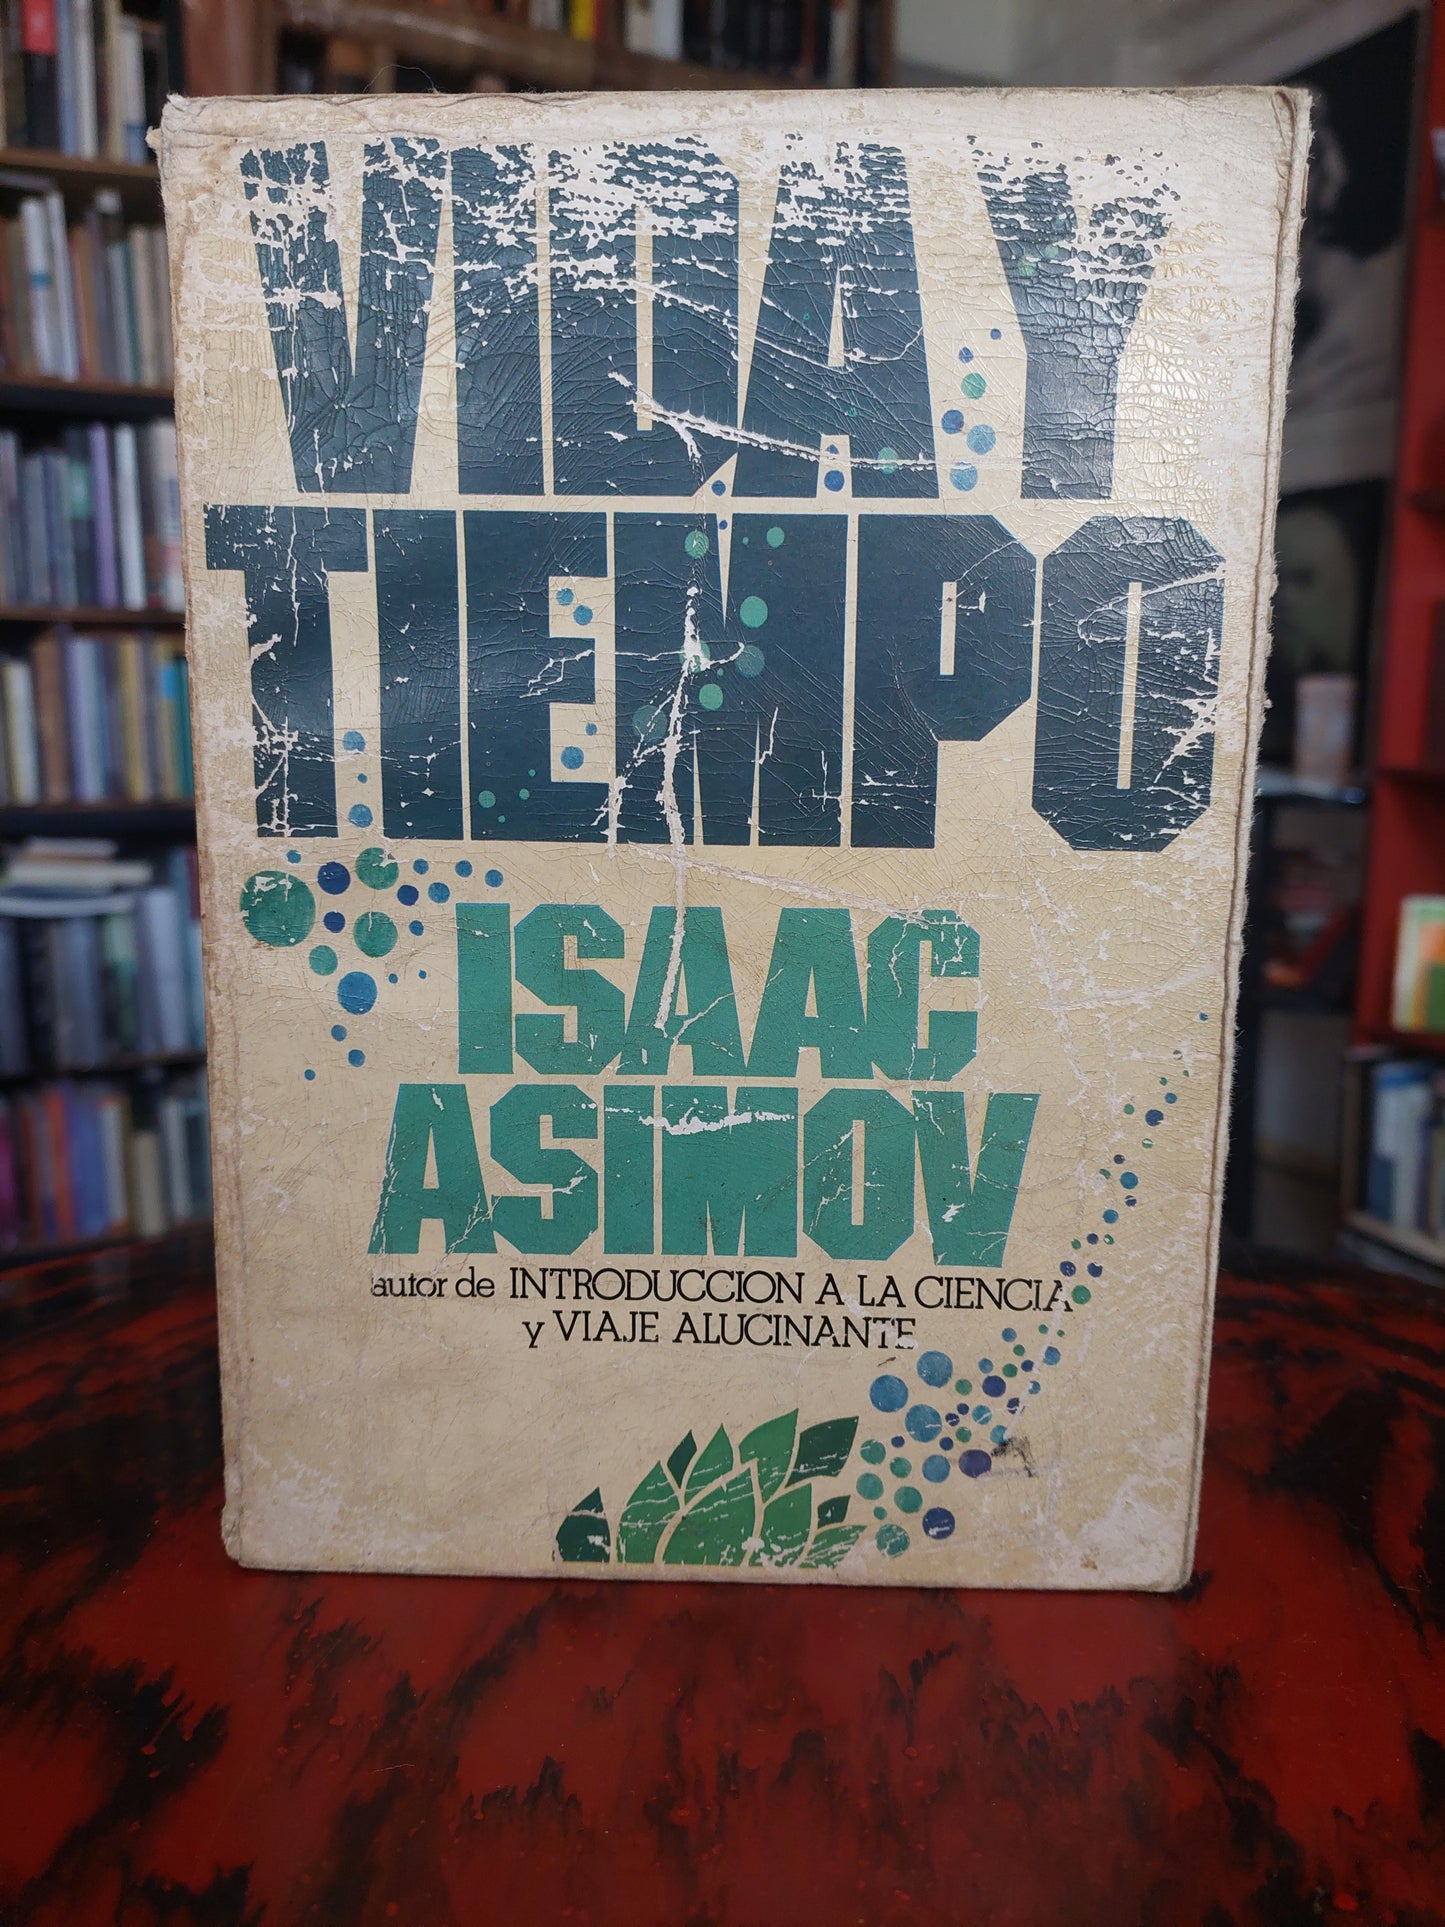 VIDA Y
TIEMPO
ISAAC
ASIMOV
autor de INTRODUCCION A LA CIENCIA
y VIAJE ALUCINANTE